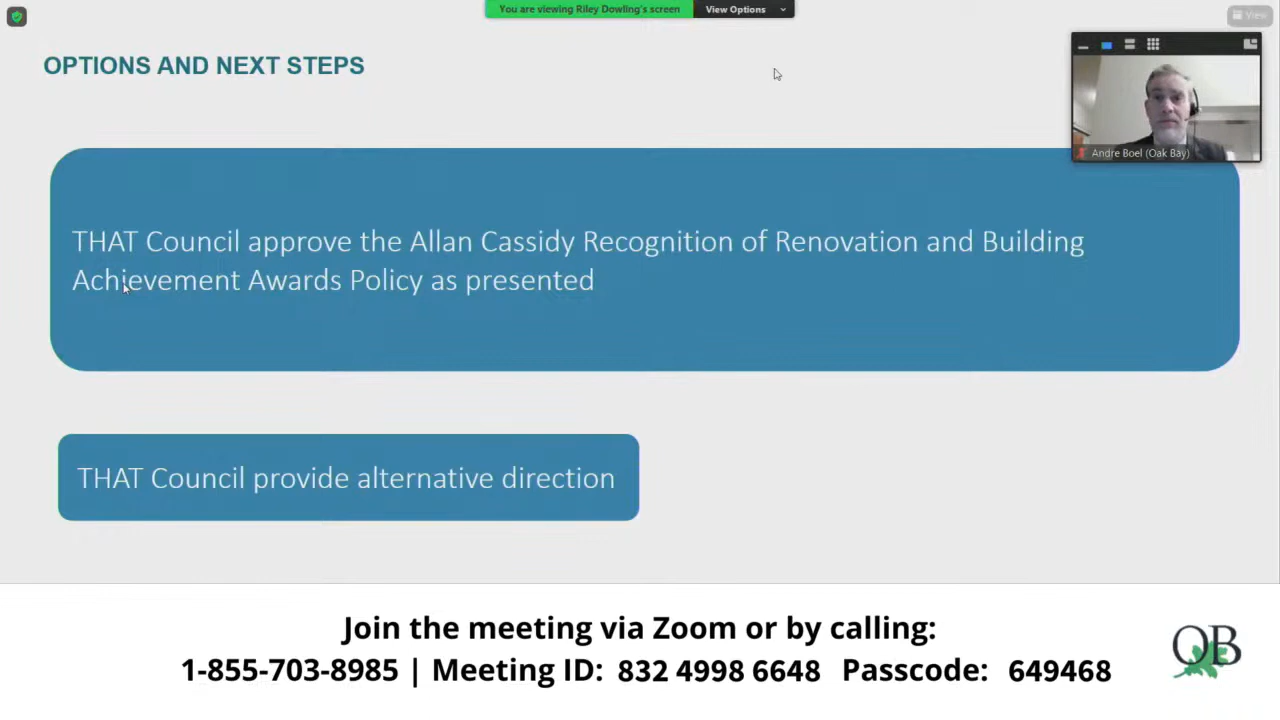 You are viewing Riley Dowling's screen
View Options
View
OPTIONS AND NEXT STEPS
Andre Boel (Oak Bay)
THAT Council approve the Allan Cassidy Recognition of Renovation and Building
Achievement Awards Policy as presented
THAT Council provide alternative direction
Join the meeting via Zoom or by calling:
1-855-703-8985 | Meeting ID: 832 4998 6648 Passcode: 649468
OB